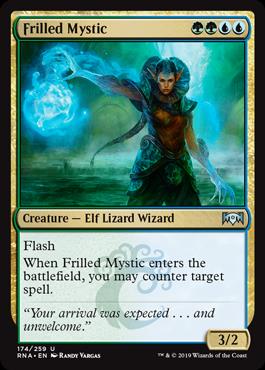 Frilled Mystic
Creature — Elf Lizard Wizard
Flash
When Frilled Mystic enters the
battlefield, you may counter target
spell.
“Your arrival was expected . . . and
unwelcome.”
3/2
174/259 U
RNA • EN Randy Vargas
™ & © 2019 Wizards of the Coast